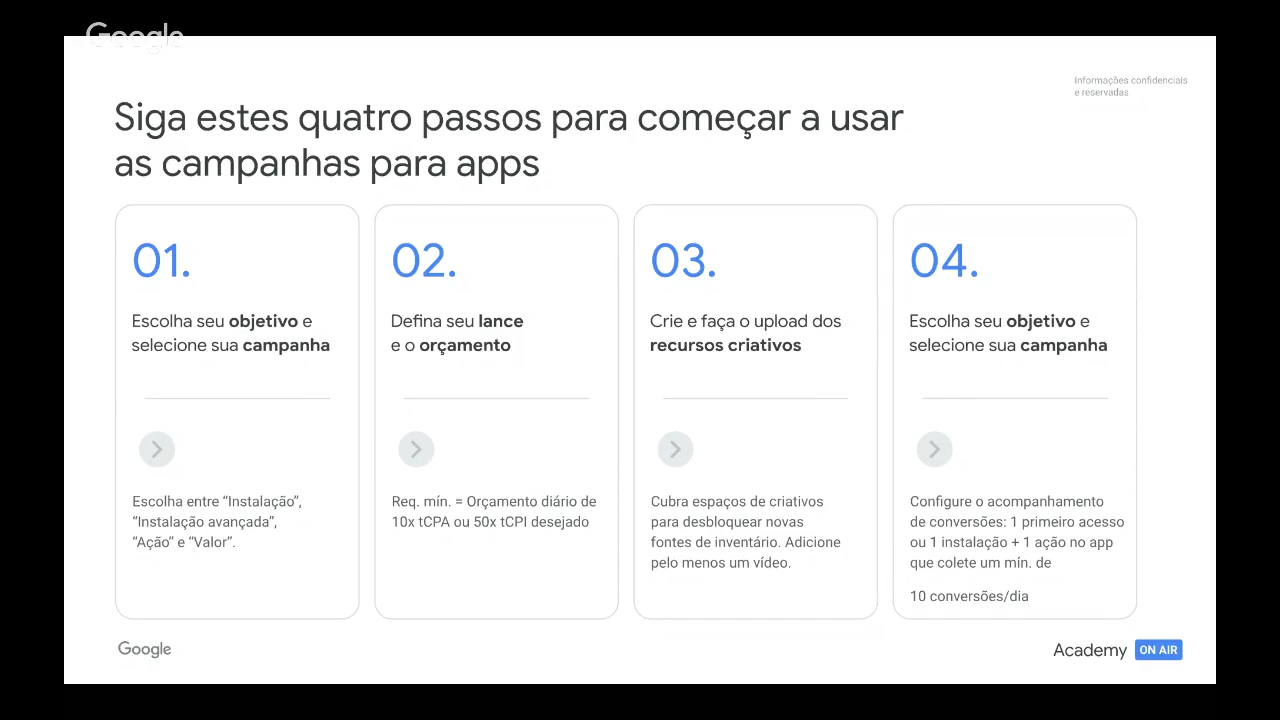 Google
Informações confidenciais
e reservadas
Siga estes quatro passos para começar a usar
as campanhas para apps
01.
Escolha seu objetivo e
selecione sua campanha
Escolha entre “Instalação”,
“Instalação avançada”,
“Ação” e “Valor”.
02.
Defina seu lance
e o orçamento
Req. mín. = Orçamento diário de
10x tCPA ou 50x tCPI desejado
03.
Crie e faça o upload dos
recursos criativos
Cubra espaços de criativos
para desbloquear novas
fontes de inventário. Adicione
pelo menos um vídeo.
04.
Escolha seu objetivo e
selecione sua campanha
Configure o acompanhamento
de conversões: 1 primeiro acesso
ou 1 instalação + 1 ação no app
que colete um mín. de
10 conversões/dia
Google
Academy ON AIR